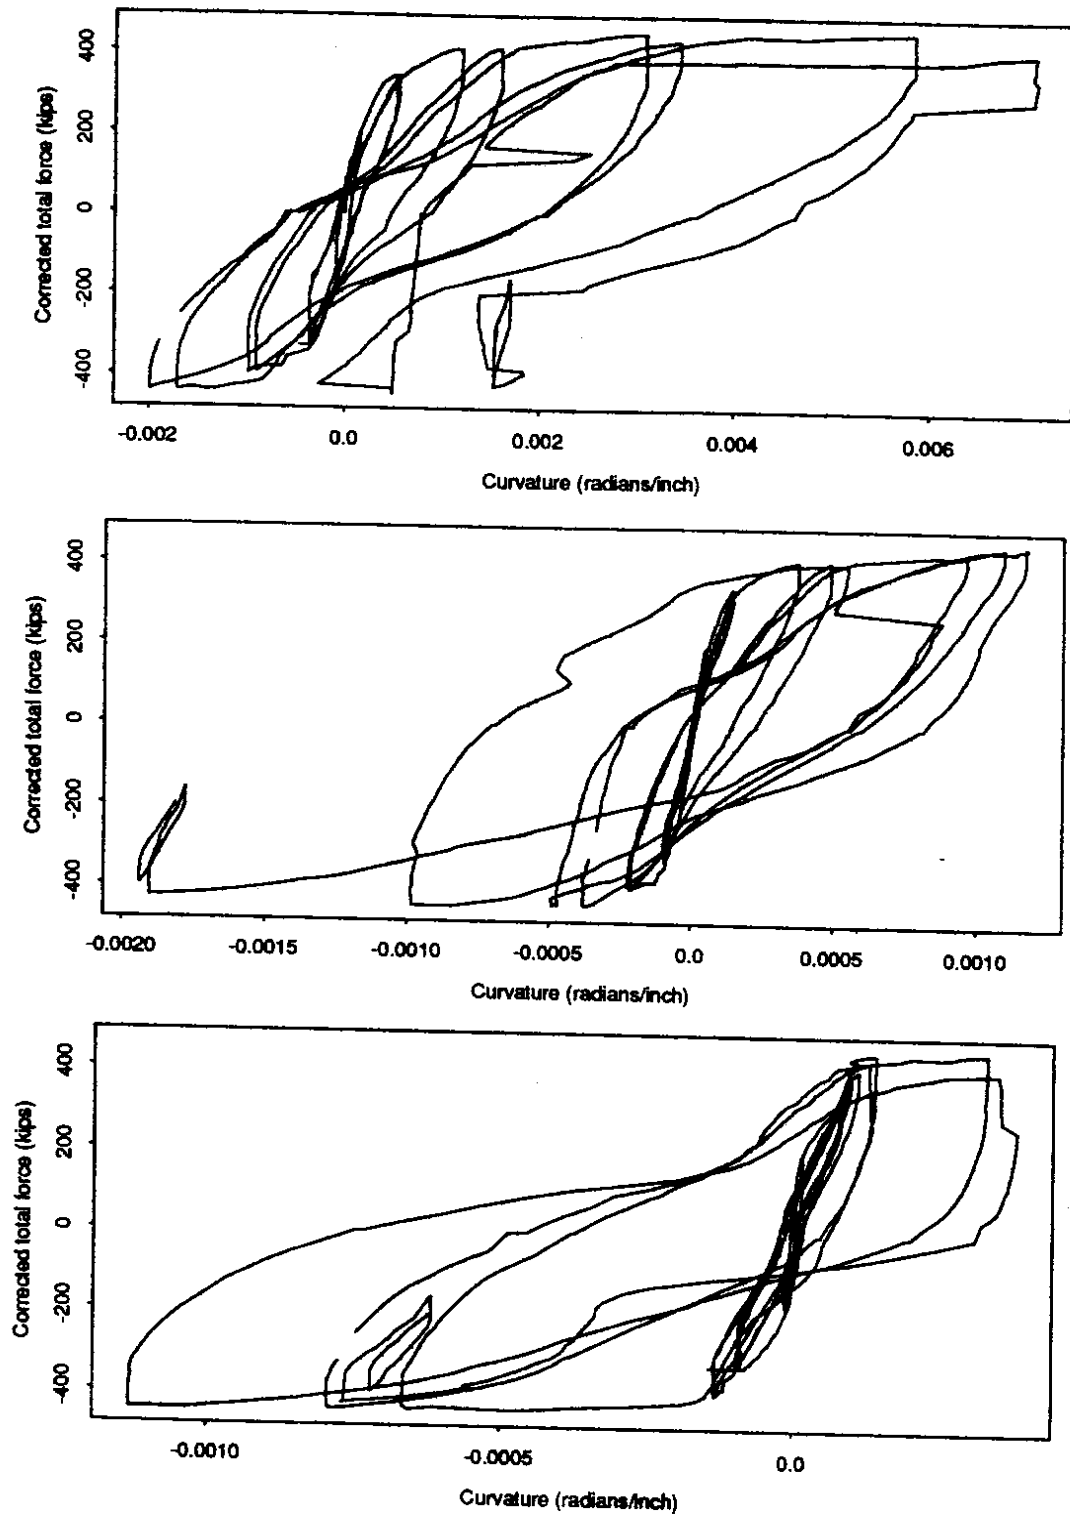 Corrected total force (kips)
400
200
0
-200
-400
-0.002 0.0 0.002 0.004 0.006
Curvature (radians/inch)
Corrected total force (kips)
400
200
0
-200
-400
-0.0020 -0.0015 -0.0010 -0.0005 0.0 0.0005 0.0010
Curvature (radians/inch)
Corrected total force (kips)
400
200
0
-200
-400
-0.0010 -0.0005 0.0
Curvature (radians/inch)